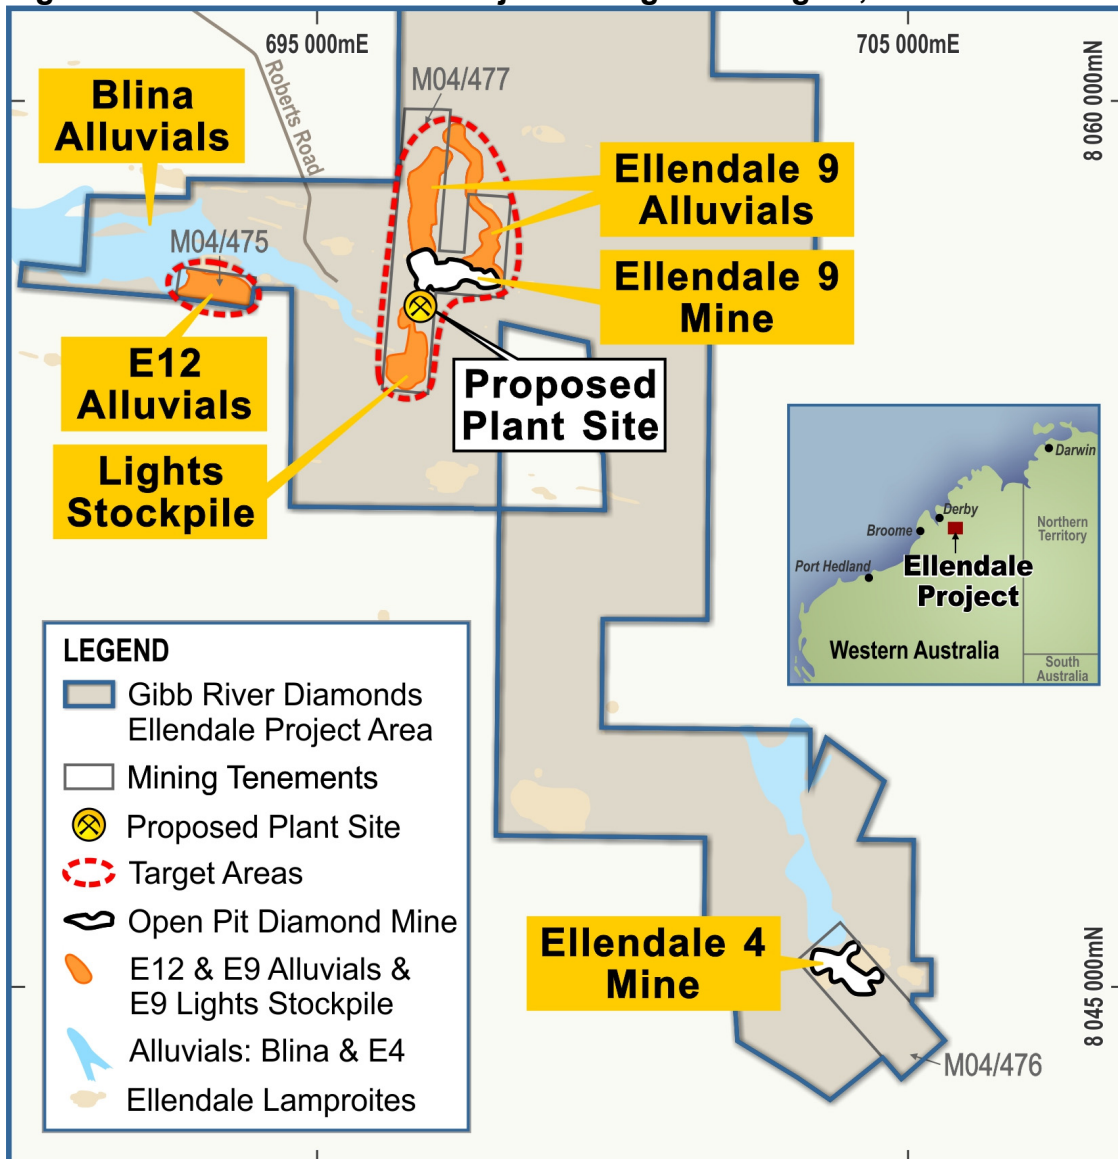 695 000mE
705 000mE
8 060 000mN
Roberts Road
M04/477
Blina
Alluvials
Ellendale 9
Alluvials
M04/475
Ellendale 9
Mine
E12
Alluvials
Proposed
Plant Site
Lights
Stockpile
Darwin
Derby
Broome
Northern
Territory
Port Hedland
Ellendale
Project
Western Australia
South
Australia
LEGEND
Gibb River Diamonds
Ellendale Project Area
Mining Tenements
Proposed Plant Site
Target Areas
Open Pit Diamond Mine
E12 & E9 Alluvials &
E9 Lights Stockpile
Alluvials: Blina & E4
Ellendale Lamproites
Ellendale 4
Mine
8 045 000mN
M04/476